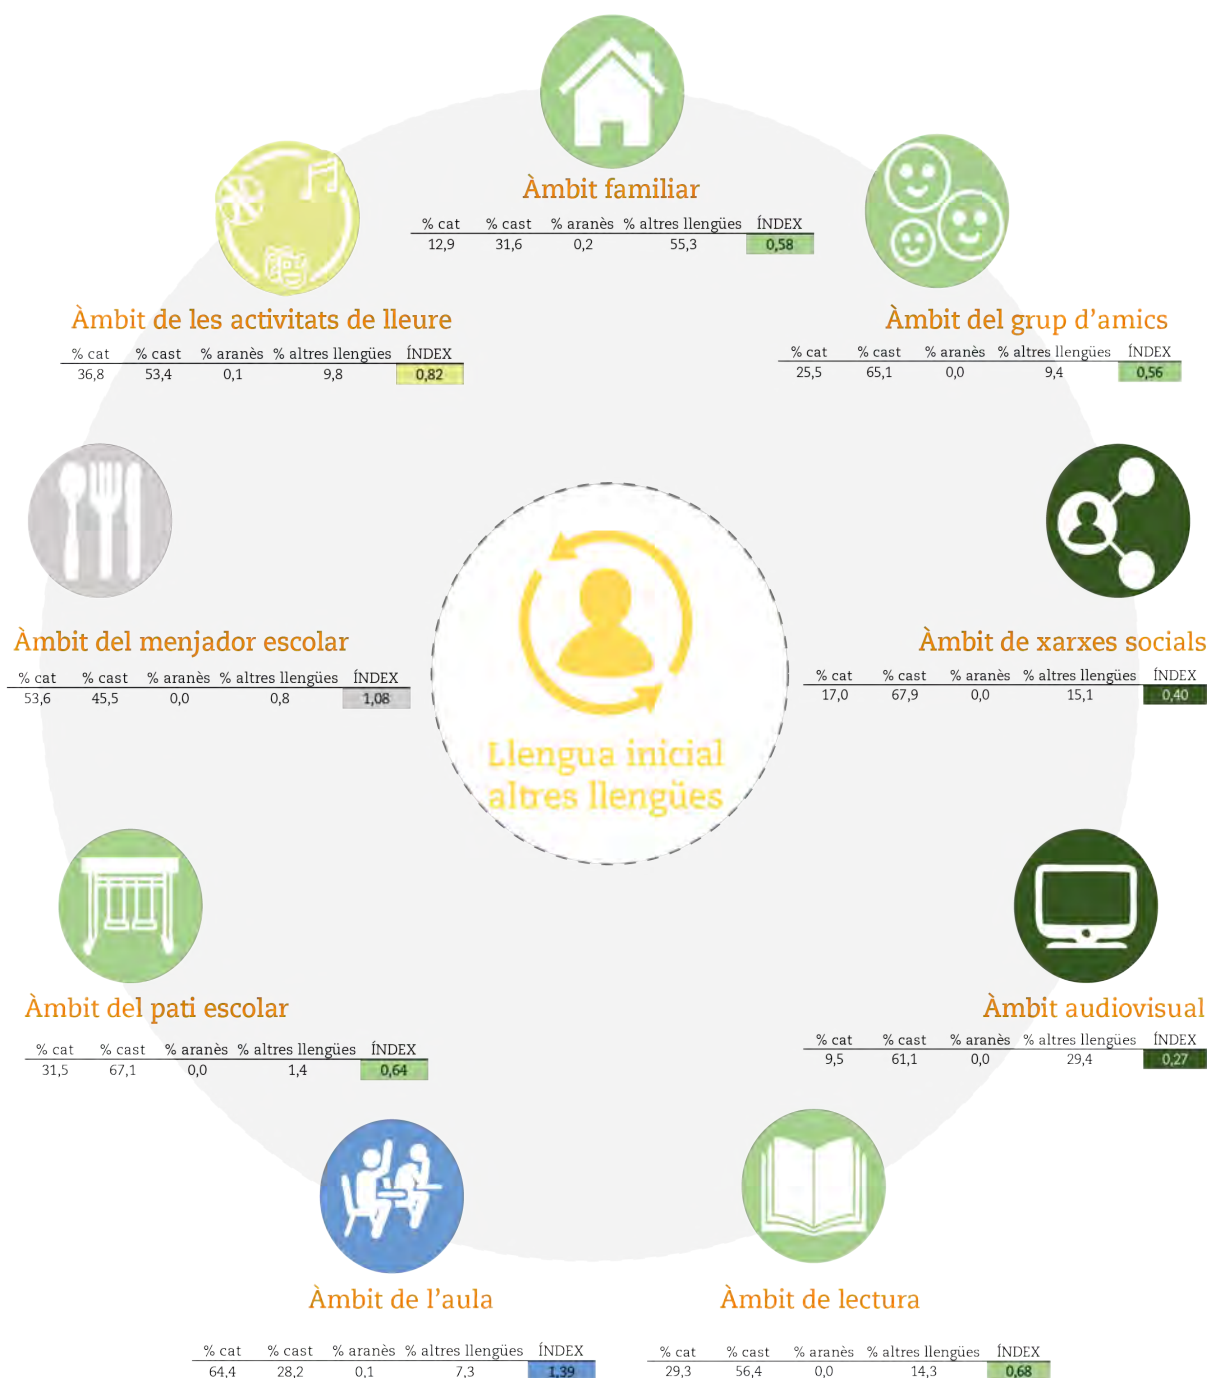 Àmbit familiar
% cat % cast % aranès % altres llengües ÍNDEX
12,9 31,6 0,2 55,3 0,58
Àmbit de les activitats de lleure
% cat % cast % aranès % altres llengües ÍNDEX
36,8 53,4 0,1 9,8 0,82
Àmbit del grup d'amics
% cat % cast % aranès % altres llengües ÍNDEX
25,5 65,1 0,0 9,4 0,56
Àmbit del menjador escolar
% cat % cast % aranès % altres llengües ÍNDEX
53,6 45,5 0,0 0,8 1,08
Àmbit de xarxes socials
% cat % cast % aranès % altres llengües ÍNDEX
17,0 67,9 0,0 15,1 0,40
Llengua inicial
altres llengües
Àmbit del pati escolar
% cat % cast % aranès % altres llengües ÍNDEX
31,5 67,1 0,0 1,4 0,64
Àmbit audiovisual
% cat % cast % aranès % altres llengües ÍNDEX
9,5 61,1 0,0 29,4 0,27
Àmbit de l'aula
% cat % cast % aranès % altres llengües ÍNDEX
64,4 28,2 0,1 7,3 1,39
Àmbit de lectura
% cat % cast % aranès % altres llengües ÍNDEX
29,3 56,4 0,0 14,3 0,68